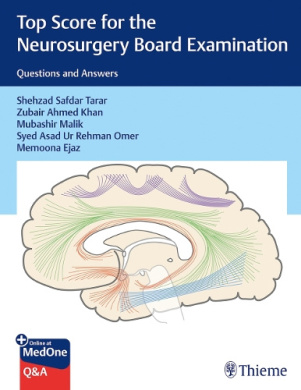 Top Score for the
Neurosurgery Board Examination
Questions and Answers
Shehzad Safdar Tarar
Zubair Ahmed Khan
Mubashir Malik
Syed Asad Ur Rehman Omer
Memoona Ejaz
Online at
MedOne
Q&A
Thieme